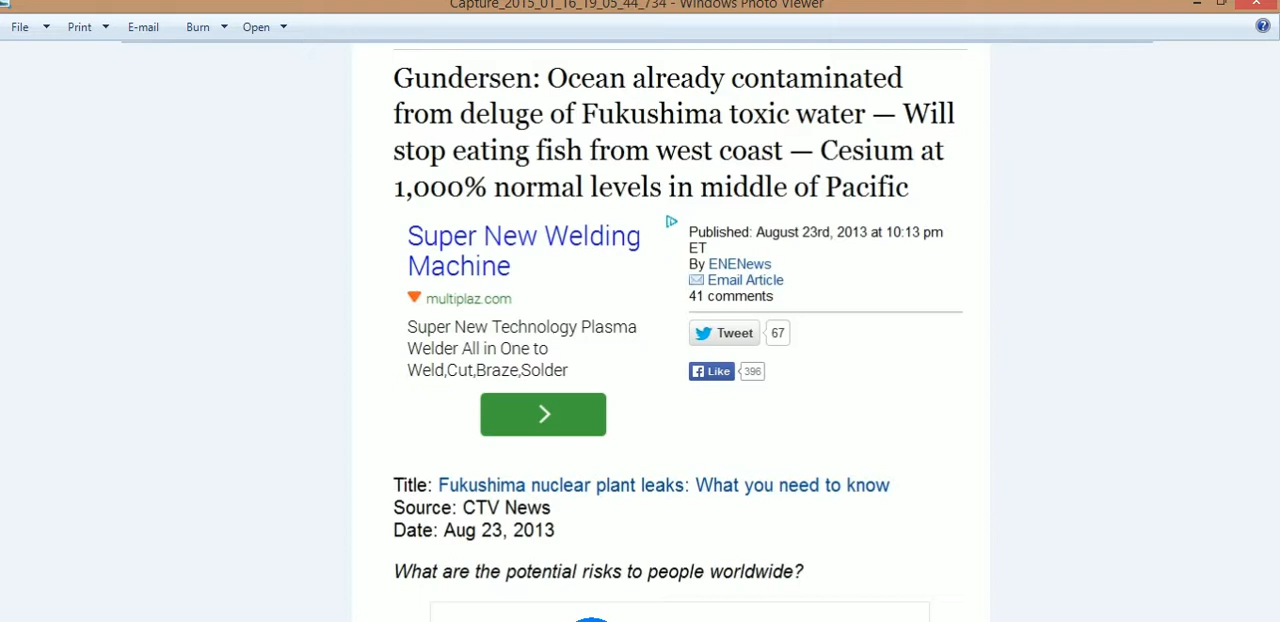 Capture_2015_01_16_19_05_44_734 - Windows Photo Viewer
File Print E-mail Burn Open
Gundersen: Ocean already contaminated
from deluge of Fukushima toxic water — Will
stop eating fish from west coast — Cesium at
1,000% normal levels in middle of Pacific
Super New Welding
Machine
multiplaz.com
Super New Technology Plasma
Welder All in One to
Weld,Cut,Braze,Solder
Published: August 23rd, 2013 at 10:13 pm
ET
By ENENews
Email Article
41 comments
Tweet 67
Like 396
Title: Fukushima nuclear plant leaks: What you need to know
Source: CTV News
Date: Aug 23, 2013
What are the potential risks to people worldwide?